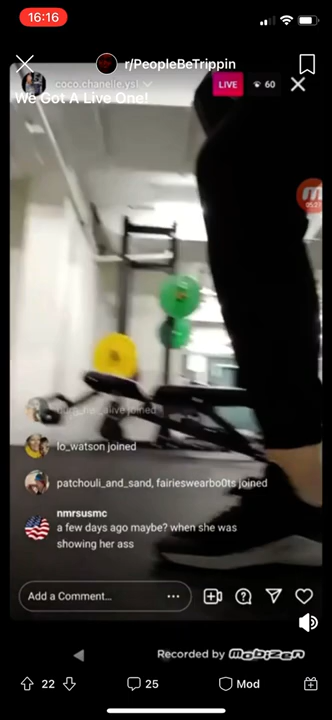 16:16
r/PeopleBeTrippin
coco.chanelle.ysl
LIVE
60
We Got A Live One!
joined
lo_watson joined
patchouli_and_sand, fairieswearbo0ts joined
nmrsusmc
a few days ago maybe? when she was
showing her ass
Add a Comment...
Recorded by mobizen
22
25
Mod